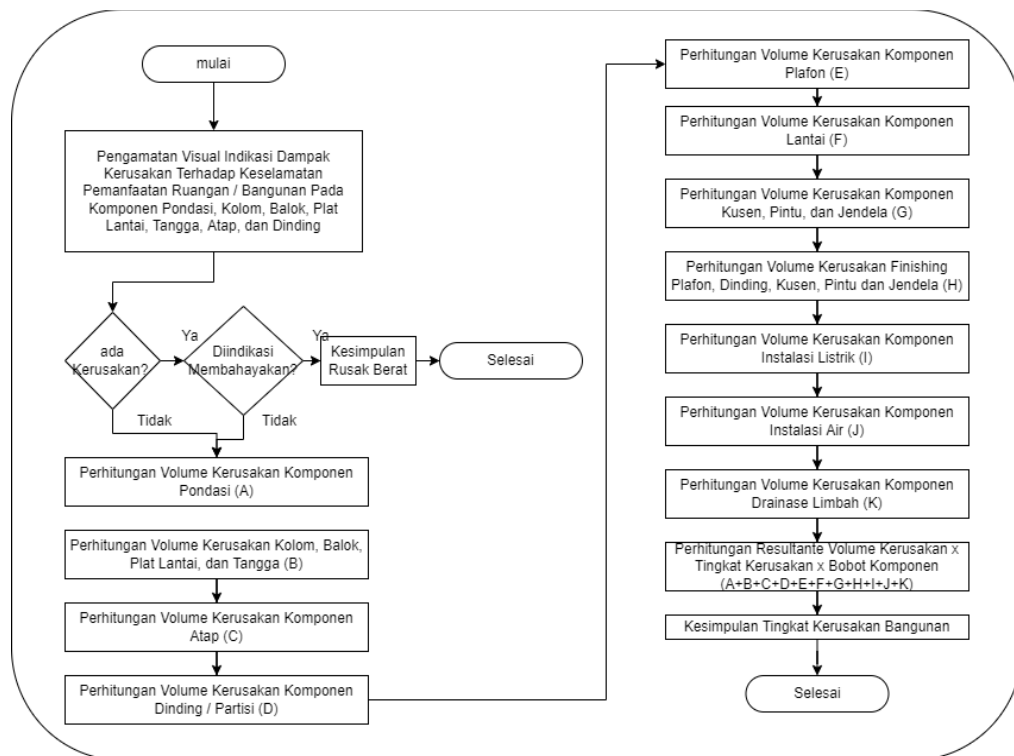 mulai
Pengamatan Visual Indikasi Dampak
Kerusakan Terhadap Keselamatan
Pemanfaatan Ruangan / Bangunan Pada
Komponen Pondasi, Kolom, Balok, Plat
Lantai, Tangga, Atap, dan Dinding
ada
Kerusakan?
Ya
Diindikasi
Membahayakan?
Ya
Kesimpulan
Rusak Berat
Selesai
Tidak
Tidak
Perhitungan Volume Kerusakan Komponen
Pondasi (A)
Perhitungan Volume Kerusakan Kolom, Balok,
Plat Lantai, dan Tangga (B)
Perhitungan Volume Kerusakan Komponen
Atap (C)
Perhitungan Volume Kerusakan Komponen
Dinding / Partisi (D)
Perhitungan Volume Kerusakan Komponen
Plafon (E)
Perhitungan Volume Kerusakan Komponen
Lantai (F)
Perhitungan Volume Kerusakan Komponen
Kusen, Pintu, dan Jendela (G)
Perhitungan Volume Kerusakan Finishing
Plafon, Dinding, Kusen, Pintu dan Jendela (H)
Perhitungan Volume Kerusakan Komponen
Instalasi Listrik (I)
Perhitungan Volume Kerusakan Komponen
Instalasi Air (J)
Perhitungan Volume Kerusakan Komponen
Drainase Limbah (K)
Perhitungan Resultante Volume Kerusakan x
Tingkat Kerusakan x Bobot Komponen
(A+B+C+D+E+F+G+H+I+J+K)
Kesimpulan Tingkat Kerusakan Bangunan
Selesai